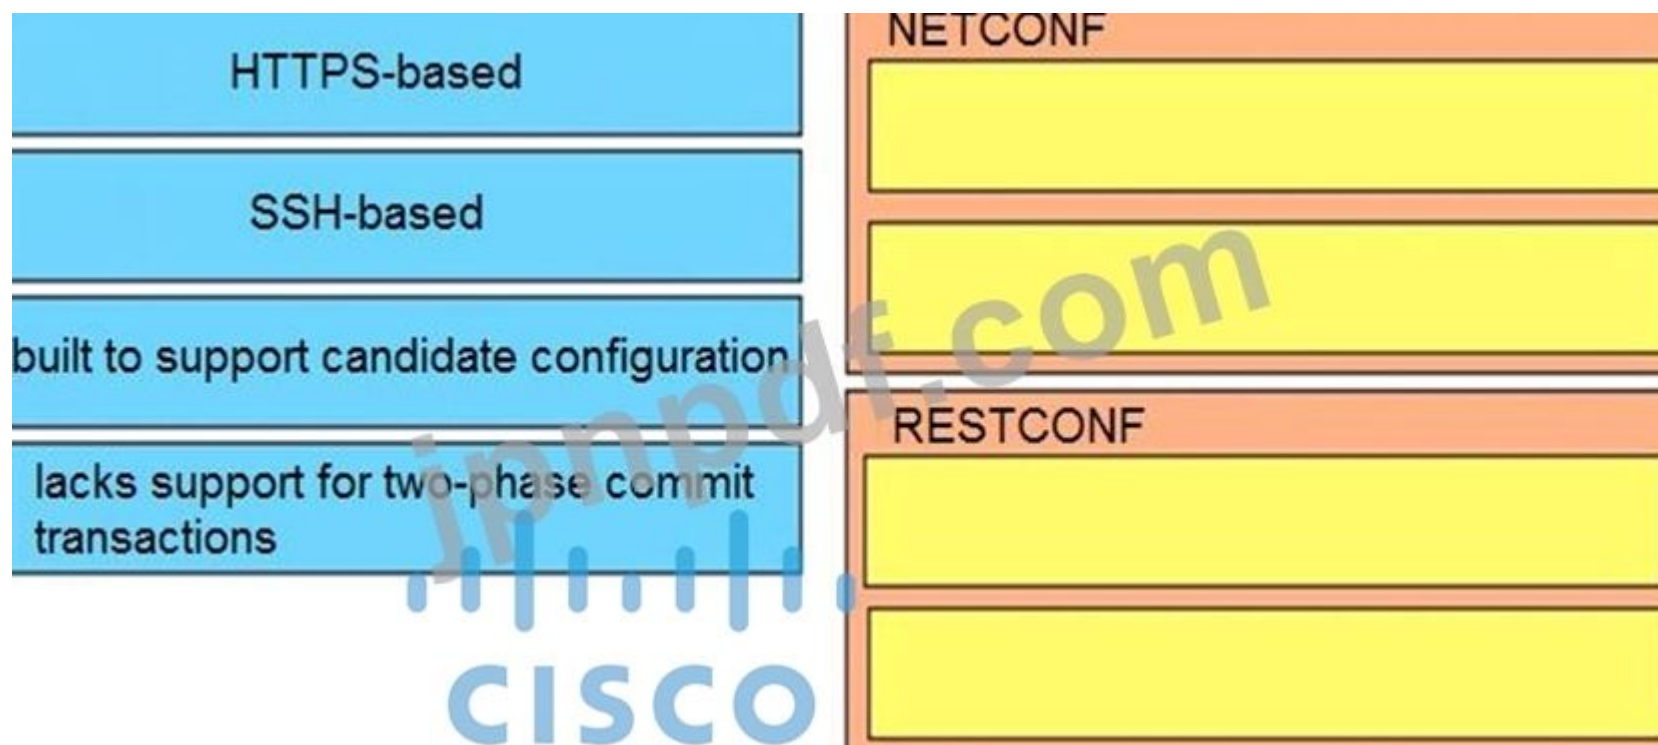 HTTPS-based
SSH-based
built to support candidate configuration
lacks support for two-phase commit
transactions
NETCONF
RESTCONF
jpnpdf.com
CISCO